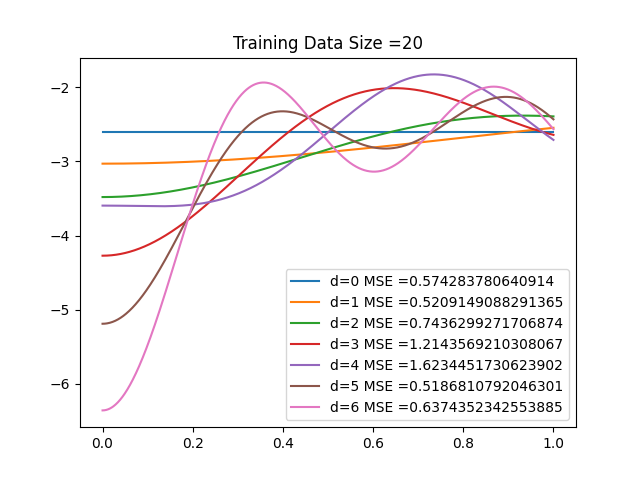 Training Data Size =20
−2
−3
−4
−5
−6
d=0 MSE =0.574283780640914
d=1 MSE =0.5209149088291365
d=2 MSE =0.7436299271706874
d=3 MSE =1.2143569210308067
d=4 MSE =1.6234451730623902
d=5 MSE =0.5186810792046301
d=6 MSE =0.6374352342553885
0.0 0.2 0.4 0.6 0.8 1.0